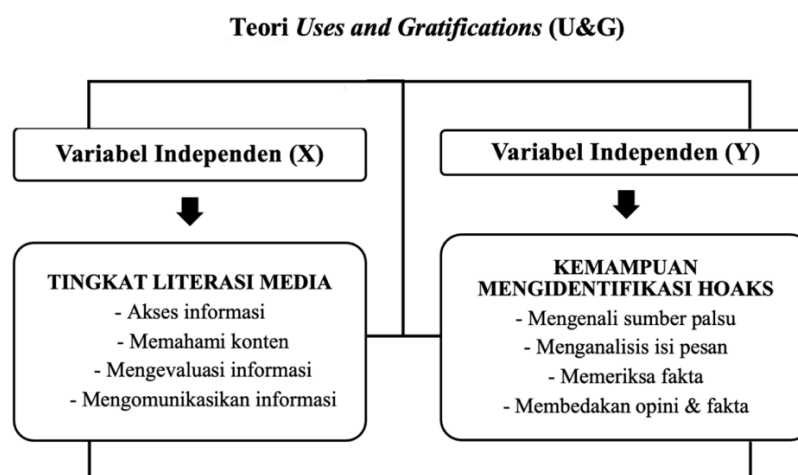 Teori Uses and Gratifications (U&G)
Variabel Independen (X)
TINGKAT LITERASI MEDIA
- Akses informasi
- Memahami konten
- Mengevaluasi informasi
- Mengomunikasikan informasi
Variabel Independen (Y)
KEMAMPUAN
MENGIDENTIFIKASI HOAKS
- Mengenali sumber palsu
- Menganalisis isi pesan
- Memeriksa fakta
- Membedakan opini & fakta